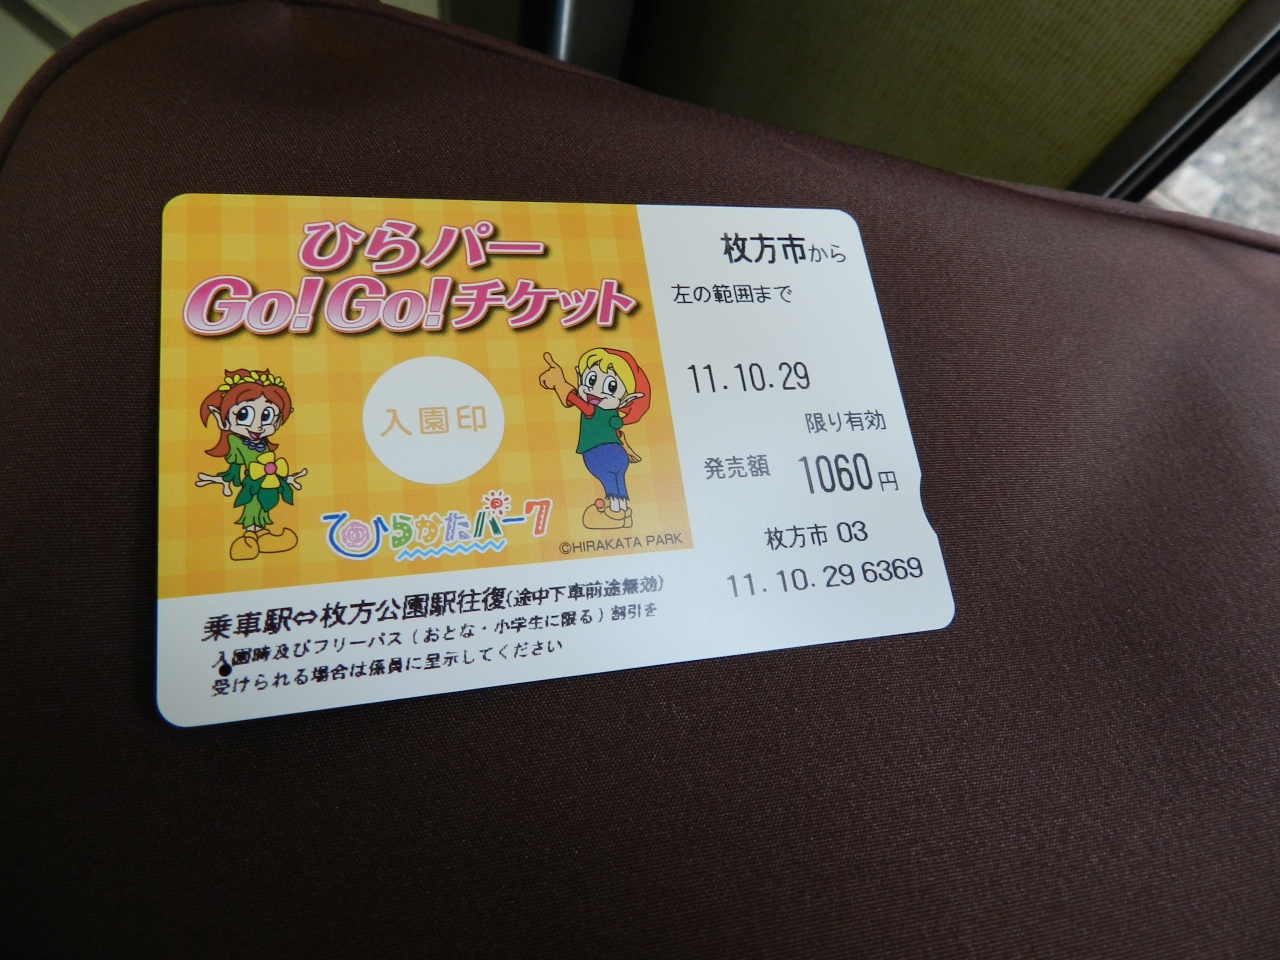 ひらパー
Go!Go!チケット
入園印
ひらかたパーク
©HIRAKATA PARK
乗車駅⇔枚方公園駅往復(途中下車前途無効)
入園時及びフリーパス(おとな・小学生に限る)割引を
受けられる場合は係員に呈示してください
枚方市から
左の範囲まで
11.10.29
限り有効
発売額 1060円
枚方市 03
11.10.29 6369